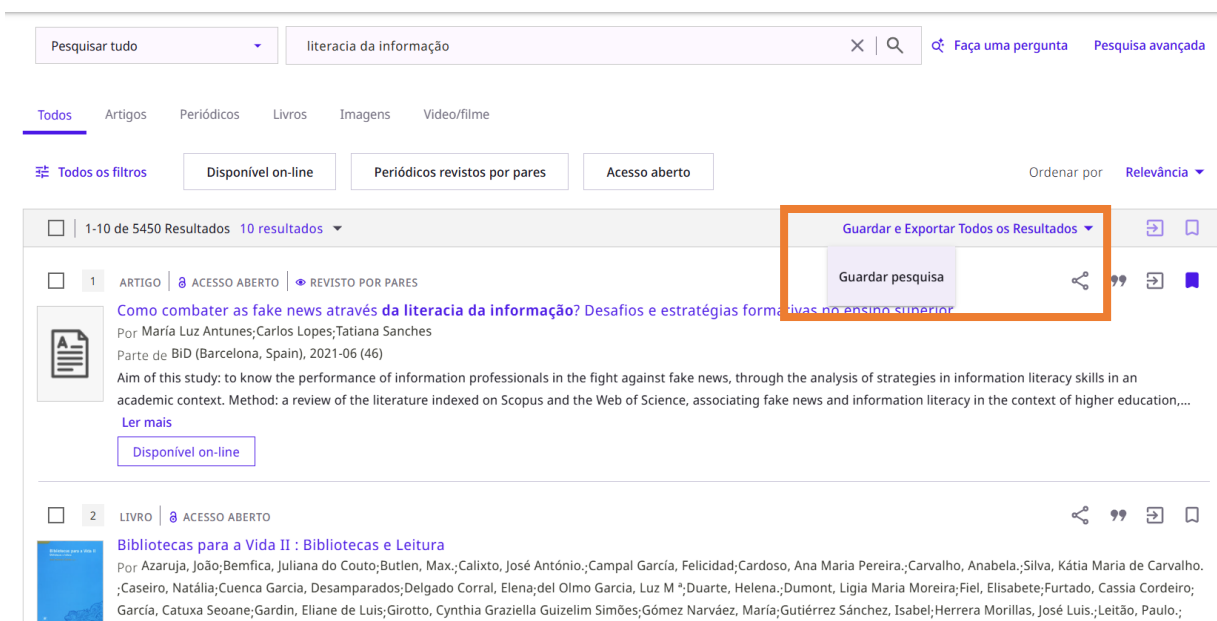 Pesquisar tudo literacia da informação Faça uma pergunta Pesquisa avançada
Todos Artigos Periódicos Livros Imagens Video/filme
Todos os filtros Disponível on-line Periódicos revistos por pares Acesso aberto Ordenar por Relevância
1-10 de 5450 Resultados 10 resultados Guardar e Exportar Todos os Resultados
Guardar pesquisa
1 ARTIGO ACESSO ABERTO REVISTO POR PARES
Como combater as fake news através da literacia da informação? Desafios e estratégias formativas no ensino superior
Por María Luz Antunes;Carlos Lopes;Tatiana Sanches
Parte de BiD (Barcelona, Spain), 2021-06 (46)
Aim of this study: to know the performance of information professionals in the fight against fake news, through the analysis of strategies in information literacy skills in an
academic context. Method: a review of the literature indexed on Scopus and the Web of Science, associating fake news and information literacy in the context of higher education,...
Ler mais
Disponível on-line
2 LIVRO ACESSO ABERTO
Bibliotecas para a Vida II : Bibliotecas e Leitura
Por Azaruja, João;Bemfica, Juliana do Couto;Butlen, Max.;Calixto, José António.;Campal García, Felicidad;Cardoso, Ana Maria Pereira.;Carvalho, Anabela.;Silva, Kátia Maria de Carvalho.
;Caseiro, Natália;Cuenca Garcia, Desamparados;Delgado Corral, Elena;del Olmo Garcia, Luz M ª;Duarte, Helena.;Dumont, Ligia Maria Moreira;Fiel, Elisabete;Furtado, Cassia Cordeiro;
García, Catuxa Seoane;Gardin, Eliane de Luis;Girotto, Cynthia Graziella Guizelim Simões;Gómez Narváez, María;Gutiérrez Sánchez, Isabel;Herrera Morillas, José Luis.;Leitão, Paulo.;